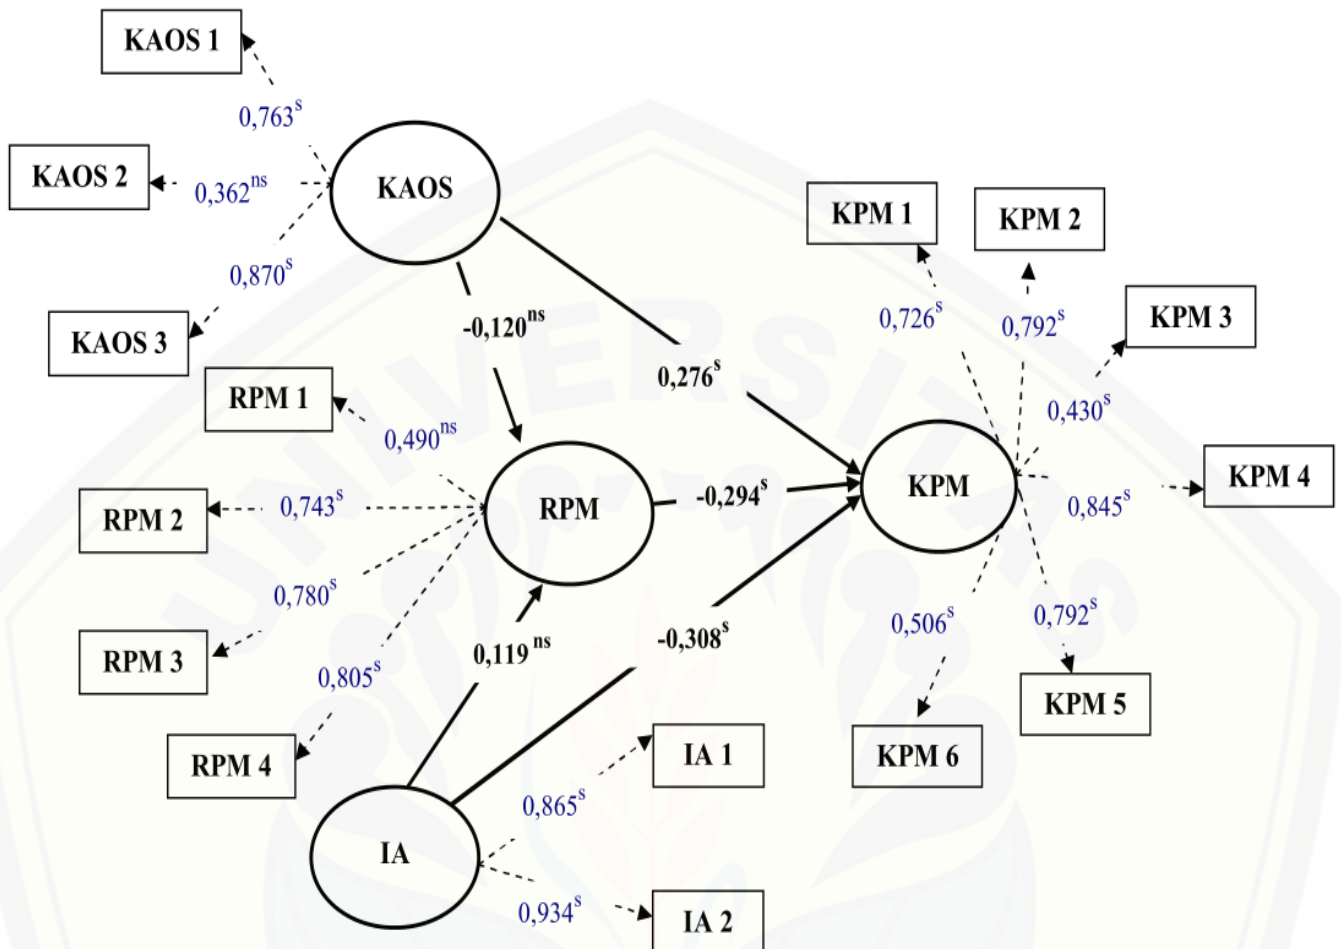 KAOS 1
0,763s
KAOS 2
0,362ns
KAOS
0,870s
KAOS 3
KPM 1
KPM 2
KPM 3
0,726s
0,792s
0,430s
-0,120ns
0,276s
RPM 1
0,490ns
RPM 2
0,743s
RPM
-0,294s
KPM
KPM 4
0,845s
0,780s
RPM 3
0,805s
RPM 4
0,119 ns
-0,308s
0,506s
0,792s
KPM 5
KPM 6
IA 1
0,865s
IA
0,934s
IA 2
UNIVERSITAS